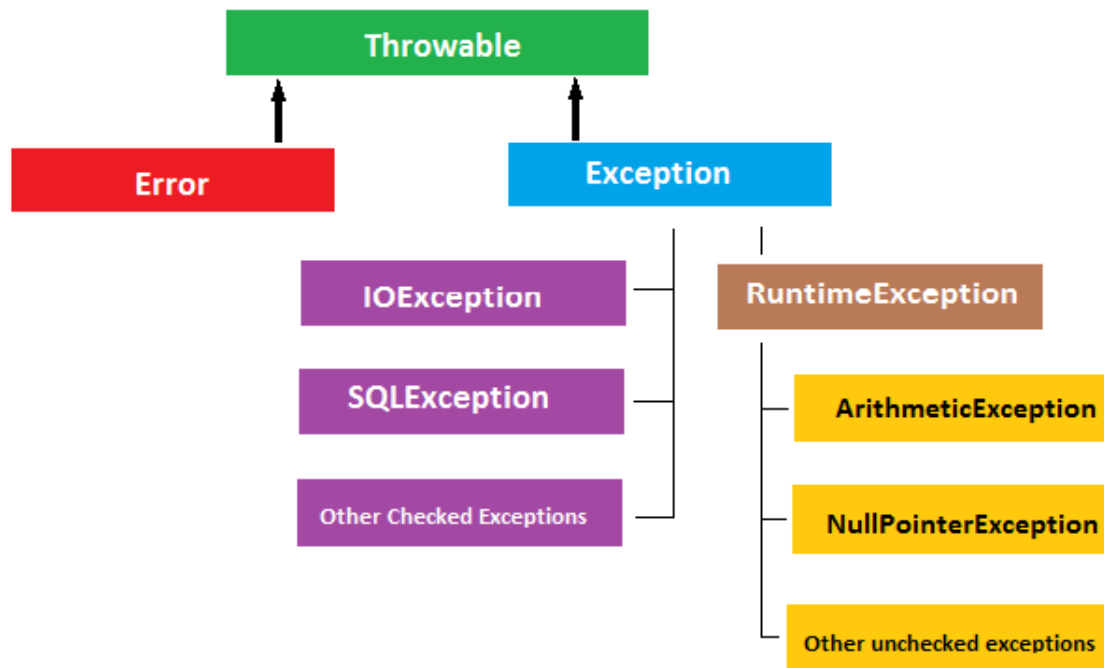 Throwable
Error
Exception
IOException
RuntimeException
SQLException
ArithmeticException
Other Checked Exceptions
NullPointerException
Other unchecked exceptions